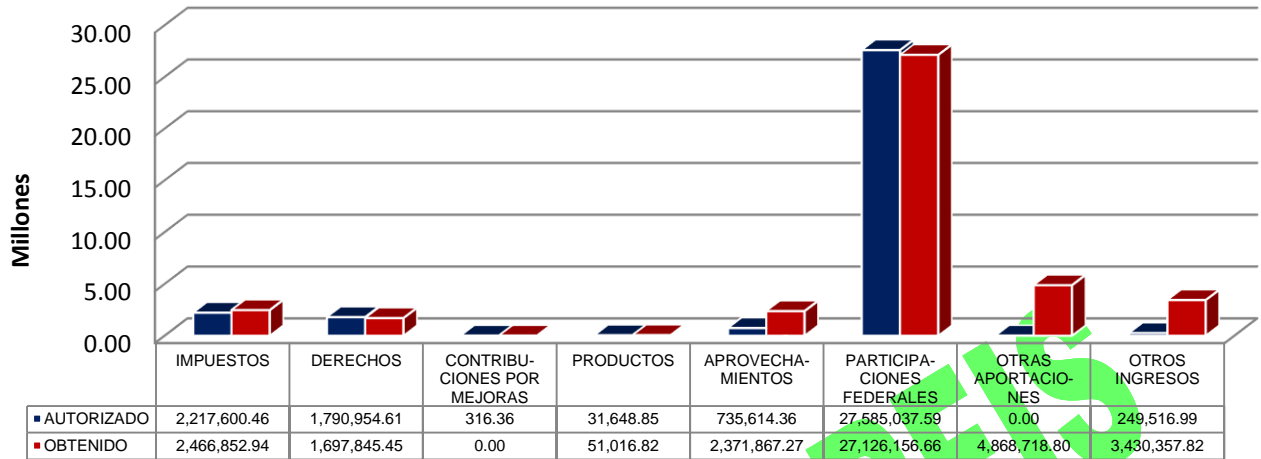 30.00
25.00
20.00
15.00
10.00
5.00
0.00
Millones
IMPUESTOS DERECHOS CONTRIBU-CIONES POR MEJORAS PRODUCTOS APROVECHA-MIENTOS PARTICIPA-CIONES FEDERALES OTRAS APORTACIO-NES OTROS INGRESOS
AUTORIZADO 2,217,600.46 1,790,954.61 316.36 31,648.85 735,614.36 27,585,037.59 0.00 249,516.99
OBTENIDO 2,466,852.94 1,697,845.45 0.00 51,016.82 2,371,867.27 27,126,156.66 4,868,718.80 3,430,357.82